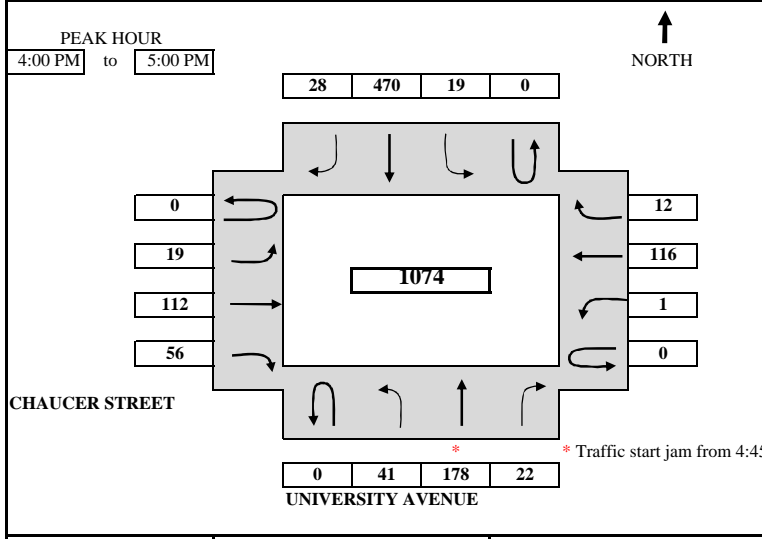 PEAK HOUR
4:00 PM to 5:00 PM
NORTH
28 470 19 0
0 12
19 116
1074
112 1
56 0
CHAUCER STREET
* * Traffic start jam from 4:45
0 41 178 22
UNIVERSITY AVENUE